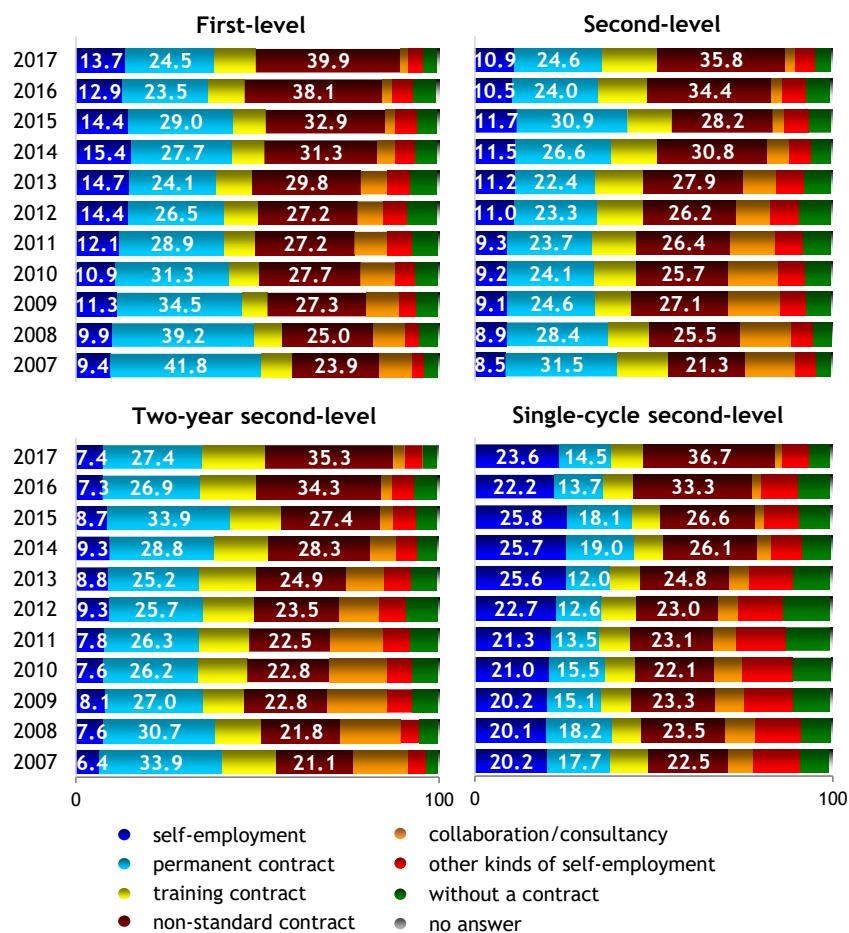 First-level
Second-level
2017 13.7 24.5 39.9 10.9 24.6 35.8
2016 12.9 23.5 38.1 10.5 24.0 34.4
2015 14.4 29.0 32.9 11.7 30.9 28.2
2014 15.4 27.7 31.3 11.5 26.6 30.8
2013 14.7 24.1 29.8 11.2 22.4 27.9
2012 14.4 26.5 27.2 11.0 23.3 26.2
2011 12.1 28.9 27.2 9.3 23.7 26.4
2010 10.9 31.3 27.7 9.2 24.1 25.7
2009 11.3 34.5 27.3 9.1 24.6 27.1
2008 9.9 39.2 25.0 8.9 28.4 25.5
2007 9.4 41.8 23.9 8.5 31.5 21.3
Two-year second-level
Single-cycle second-level
2017 7.4 27.4 35.3 23.6 14.5 36.7
2016 7.3 26.9 34.3 22.2 13.7 33.3
2015 8.7 33.9 27.4 25.8 18.1 26.6
2014 9.3 28.8 28.3 25.7 19.0 26.1
2013 8.8 25.2 24.9 25.6 12.0 24.8
2012 9.3 25.7 23.5 22.7 12.6 23.0
2011 7.8 26.3 22.5 21.3 13.5 23.1
2010 7.6 26.2 22.8 21.0 15.5 22.1
2009 8.1 27.0 22.8 20.2 15.1 23.3
2008 7.6 30.7 21.8 20.1 18.2 23.5
2007 6.4 33.9 21.1 20.2 17.7 22.5
0 100 0 100
self-employment
permanent contract
training contract
non-standard contract
collaboration/consultancy
other kinds of self-employment
without a contract
no answer